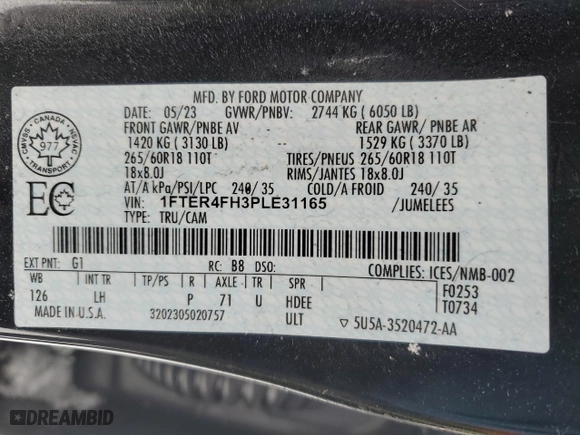 MFD. BY FORD MOTOR COMPANY
DATE: 05/23 GVWR/PNBV: 2744 KG ( 6050 LB)
FRONT GAWR/PNBE AV REAR GAWR/ PNBE AR
1420 KG ( 3130 LB) 1529 KG ( 3370 LB)
265/60R18 110T TIRES/PNEUS 265/60R18 110T
18x8.0J RIMS/JANTES 18x8.0J
AT/A kPa/PSI/LPC 240/ 35 COLD/A FROID 240/ 35
VIN: 1FTER4FH3PLE31165 /JUMELEES
TYPE: TRU/CAM
CANADA
CMVSS NSVAC
977
TRANSPORT
EC
EXT PNT: G1 RC: B8 DSO: COMPLIES: ICES/NMB-002
WB INT TR TP/PS R AXLE TR SPR F0253
126 LH P 71 U HDEE T0734
MADE IN U.S.A. 3202305020757 ULT ▽ 5U5A-3520472-AA
DREAMBID